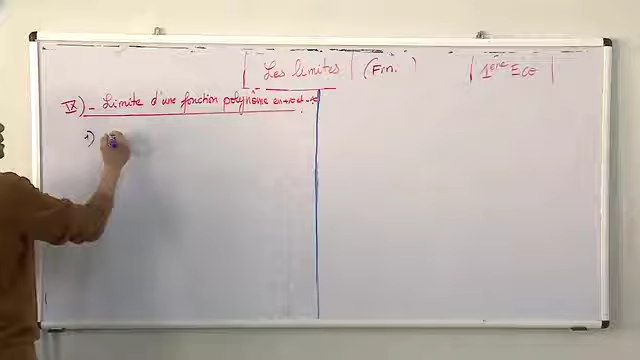 Les limites (Fin.) 1ère Eco
IX) - Limite d'une fonction polynôme en +∞ et -∞.
1)